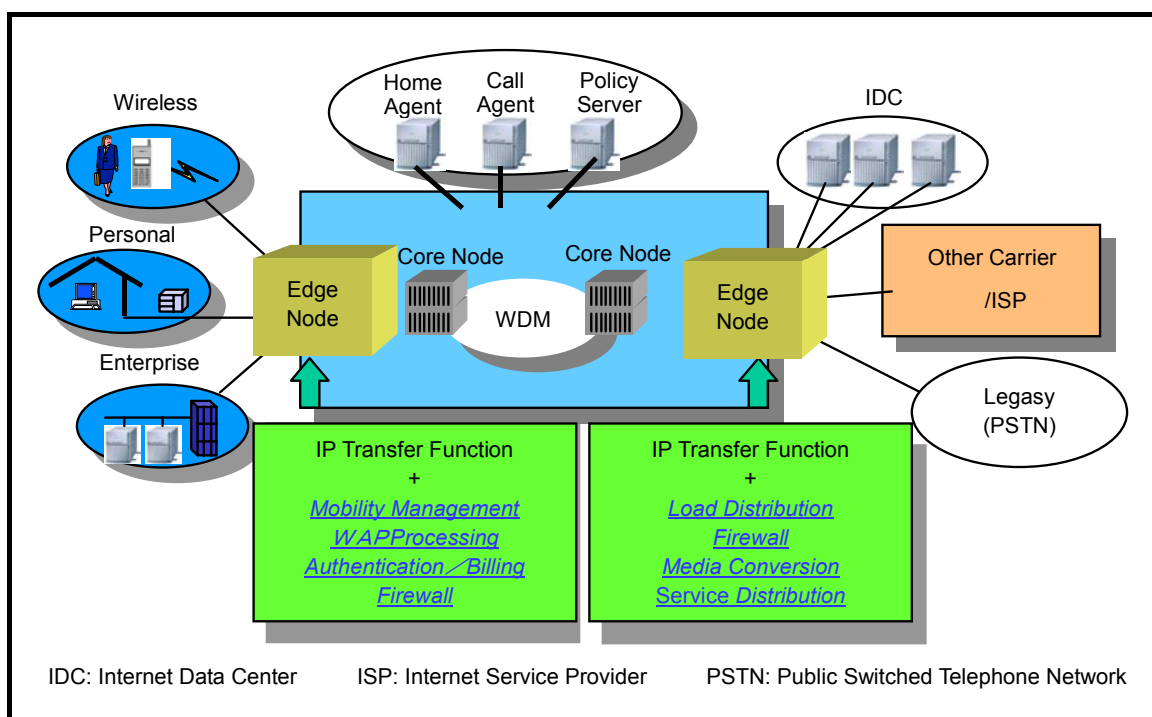 Wireless
Home
Agent
Call
Agent
Policy
Server
IDC
Personal
Core Node
Core Node
Edge
Node
WDM
Edge
Node
Other Carrier
/ISP
Enterprise
Legasy
(PSTN)
IP Transfer Function
+
Mobility Management
WAPProcessing
Authentication／Billing
Firewall
IP Transfer Function
+
Load Distribution
Firewall
Media Conversion
Service Distribution
IDC: Internet Data Center
ISP: Internet Service Provider
PSTN: Public Switched Telephone Network